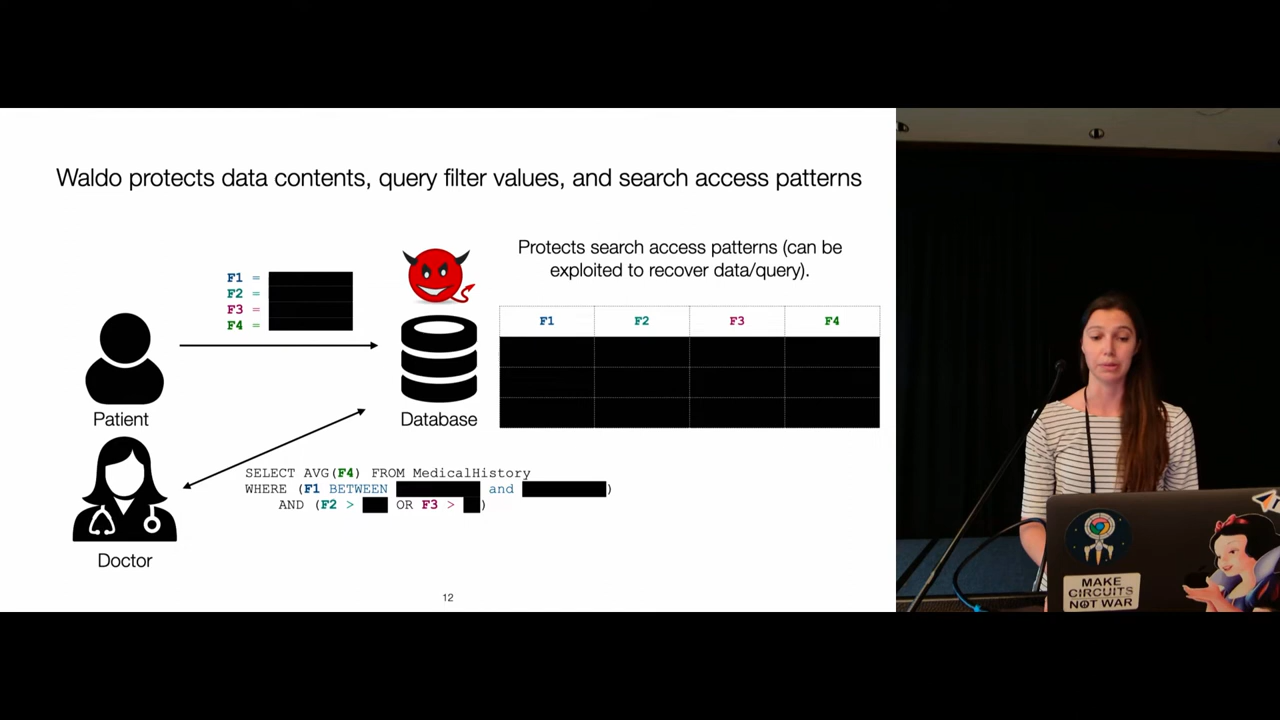 Waldo protects data contents, query filter values, and search access patterns
Protects search access patterns (can be
exploited to recover data/query).
F1 =
F2 =
F3 =
F4 =
F1 F2 F3 F4
Patient
Database
SELECT AVG(F4) FROM MedicalHistory
WHERE (F1 BETWEEN and )
AND (F2 > OR F3 > )
Doctor
12
MAKE
CIRCUITS
NOT WAR